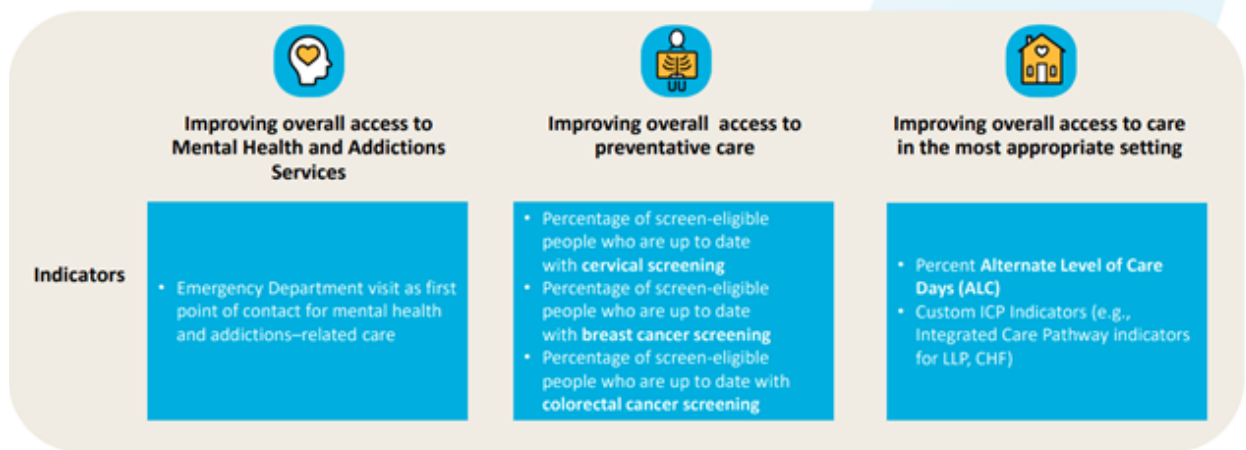 Improving overall access to
Mental Health and Addictions
Services
Improving overall  access to
preventative care
Improving overall access to care
in the most appropriate setting
Indicators
• Emergency Department visit as first
point of contact for mental health
and addictions–related care
• Percentage of screen-eligible
people who are up to date
with cervical screening
• Percentage of screen-eligible
people who are up to date
with breast cancer screening
• Percentage of screen-eligible
people who are up to date with
colorectal cancer screening
• Percent Alternate Level of Care
Days (ALC)
• Custom ICP Indicators (e.g.,
Integrated Care Pathway indicators
for LLP, CHF)